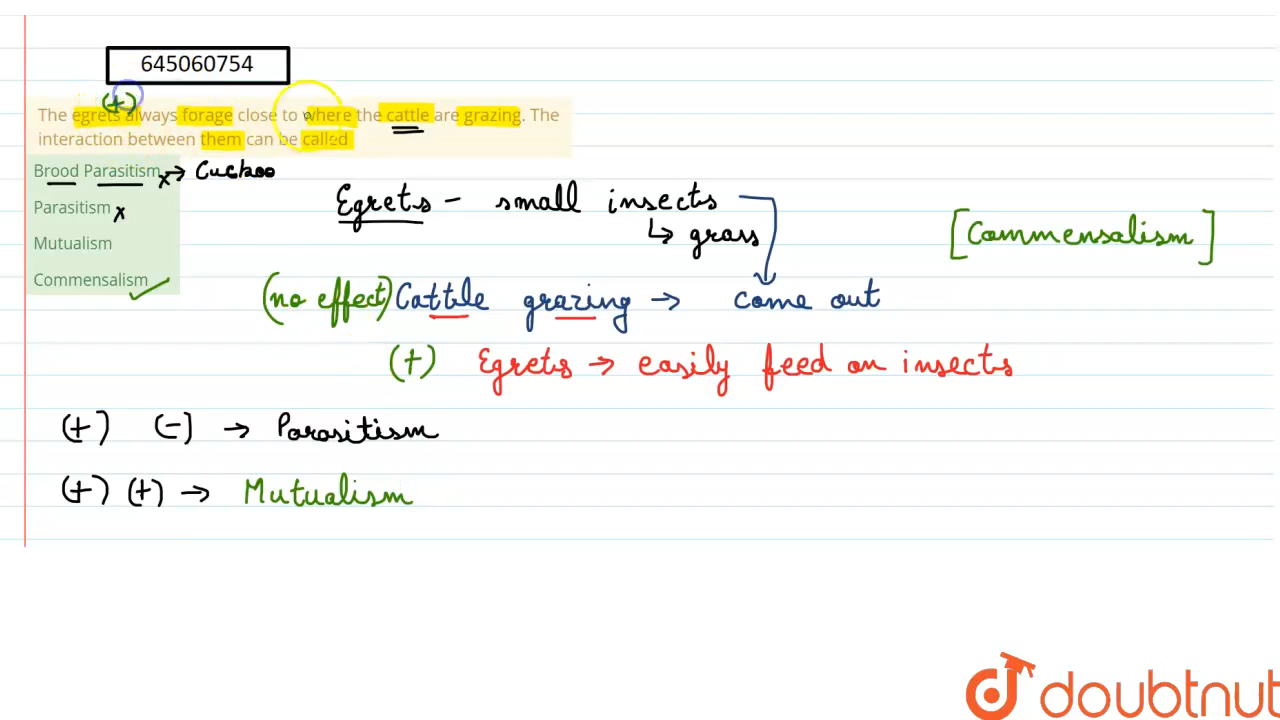 645060754
(+)
The egrets always forage close to where the cattle are grazing. The
interaction between them can be called
Brood Parasitism x → Cuckoo
Parasitism x
Mutualism
Commensalism ✓
Egrets - small insects
↳ grass
[Commensalism]
(no effect) Cattle grazing → come out
(+) Egrets → easily feed on insects
(+) (-) → Parasitism
(+) (+) → Mutualism
doubtnut